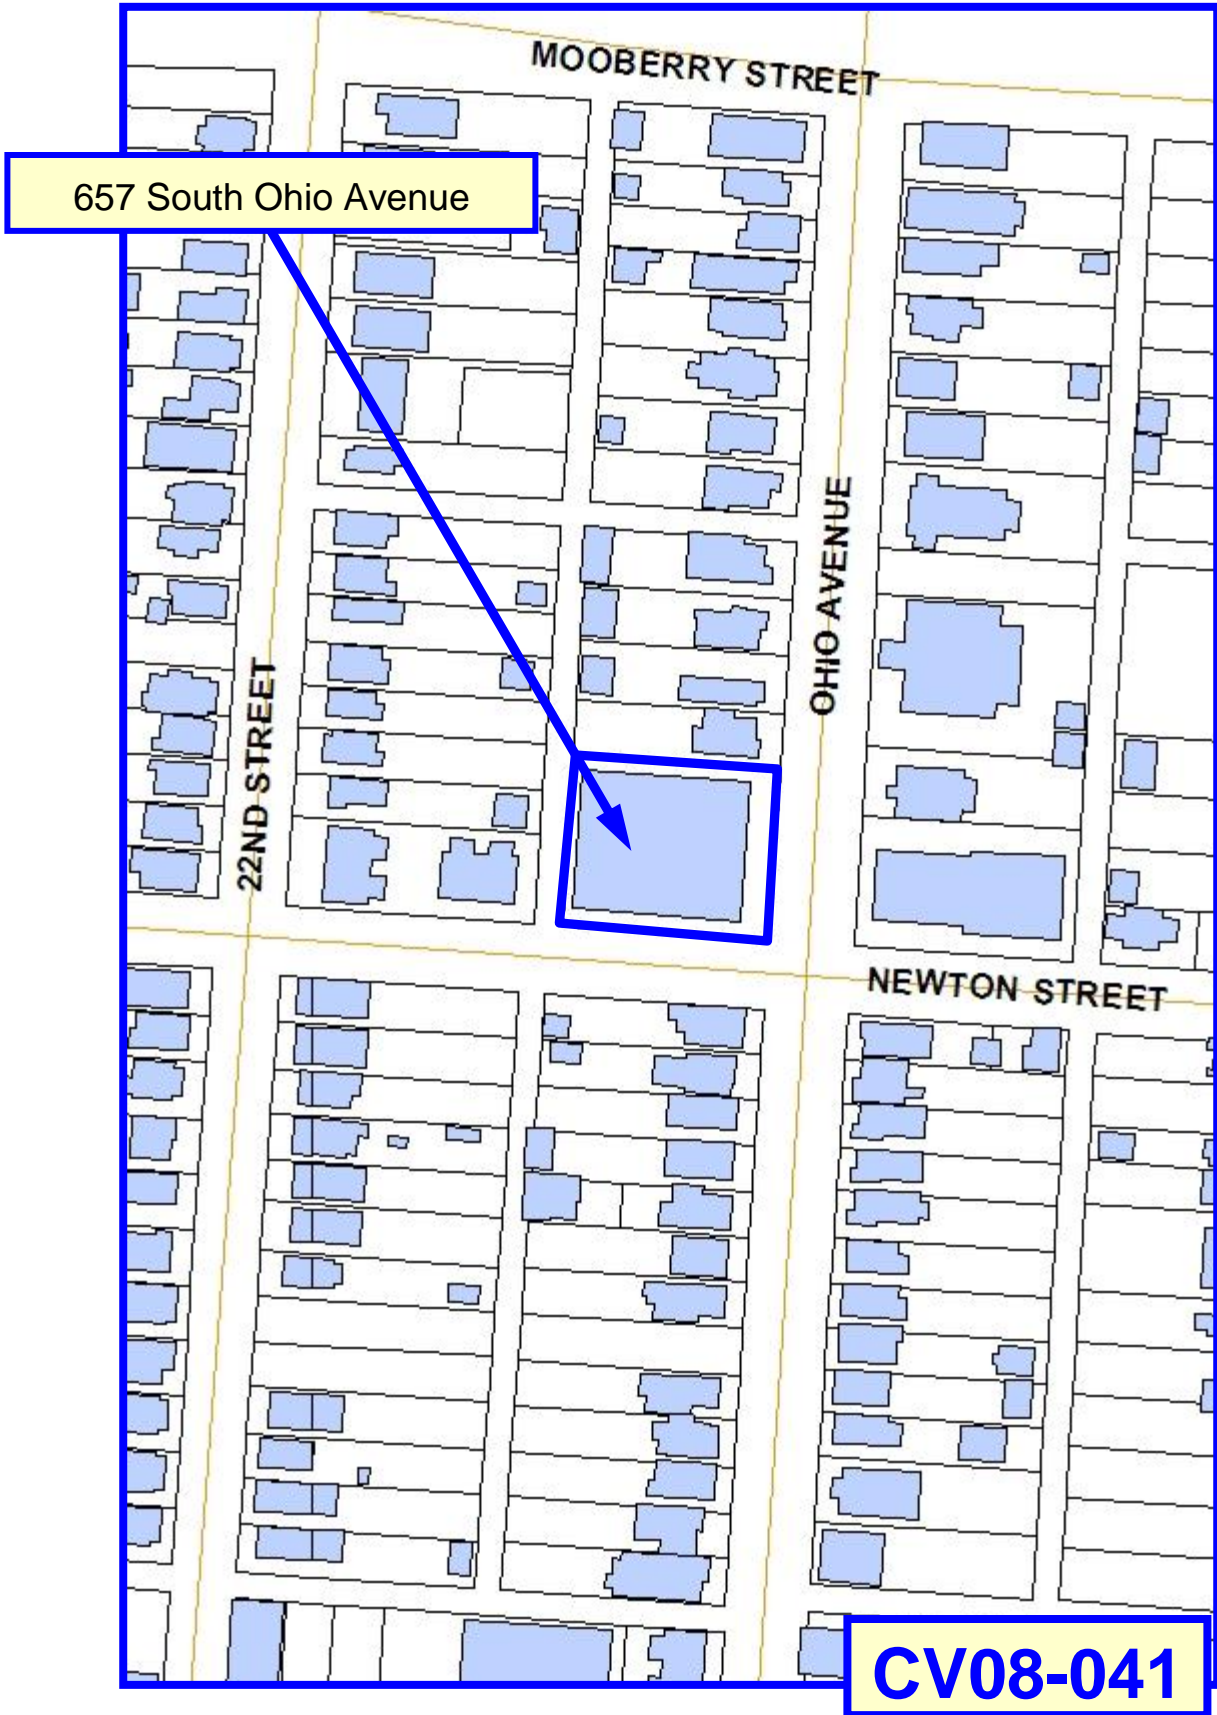 MOOBERRY STREET
657 South Ohio Avenue
OHIO AVENUE
22ND STREET
NEWTON STREET
CV08-041